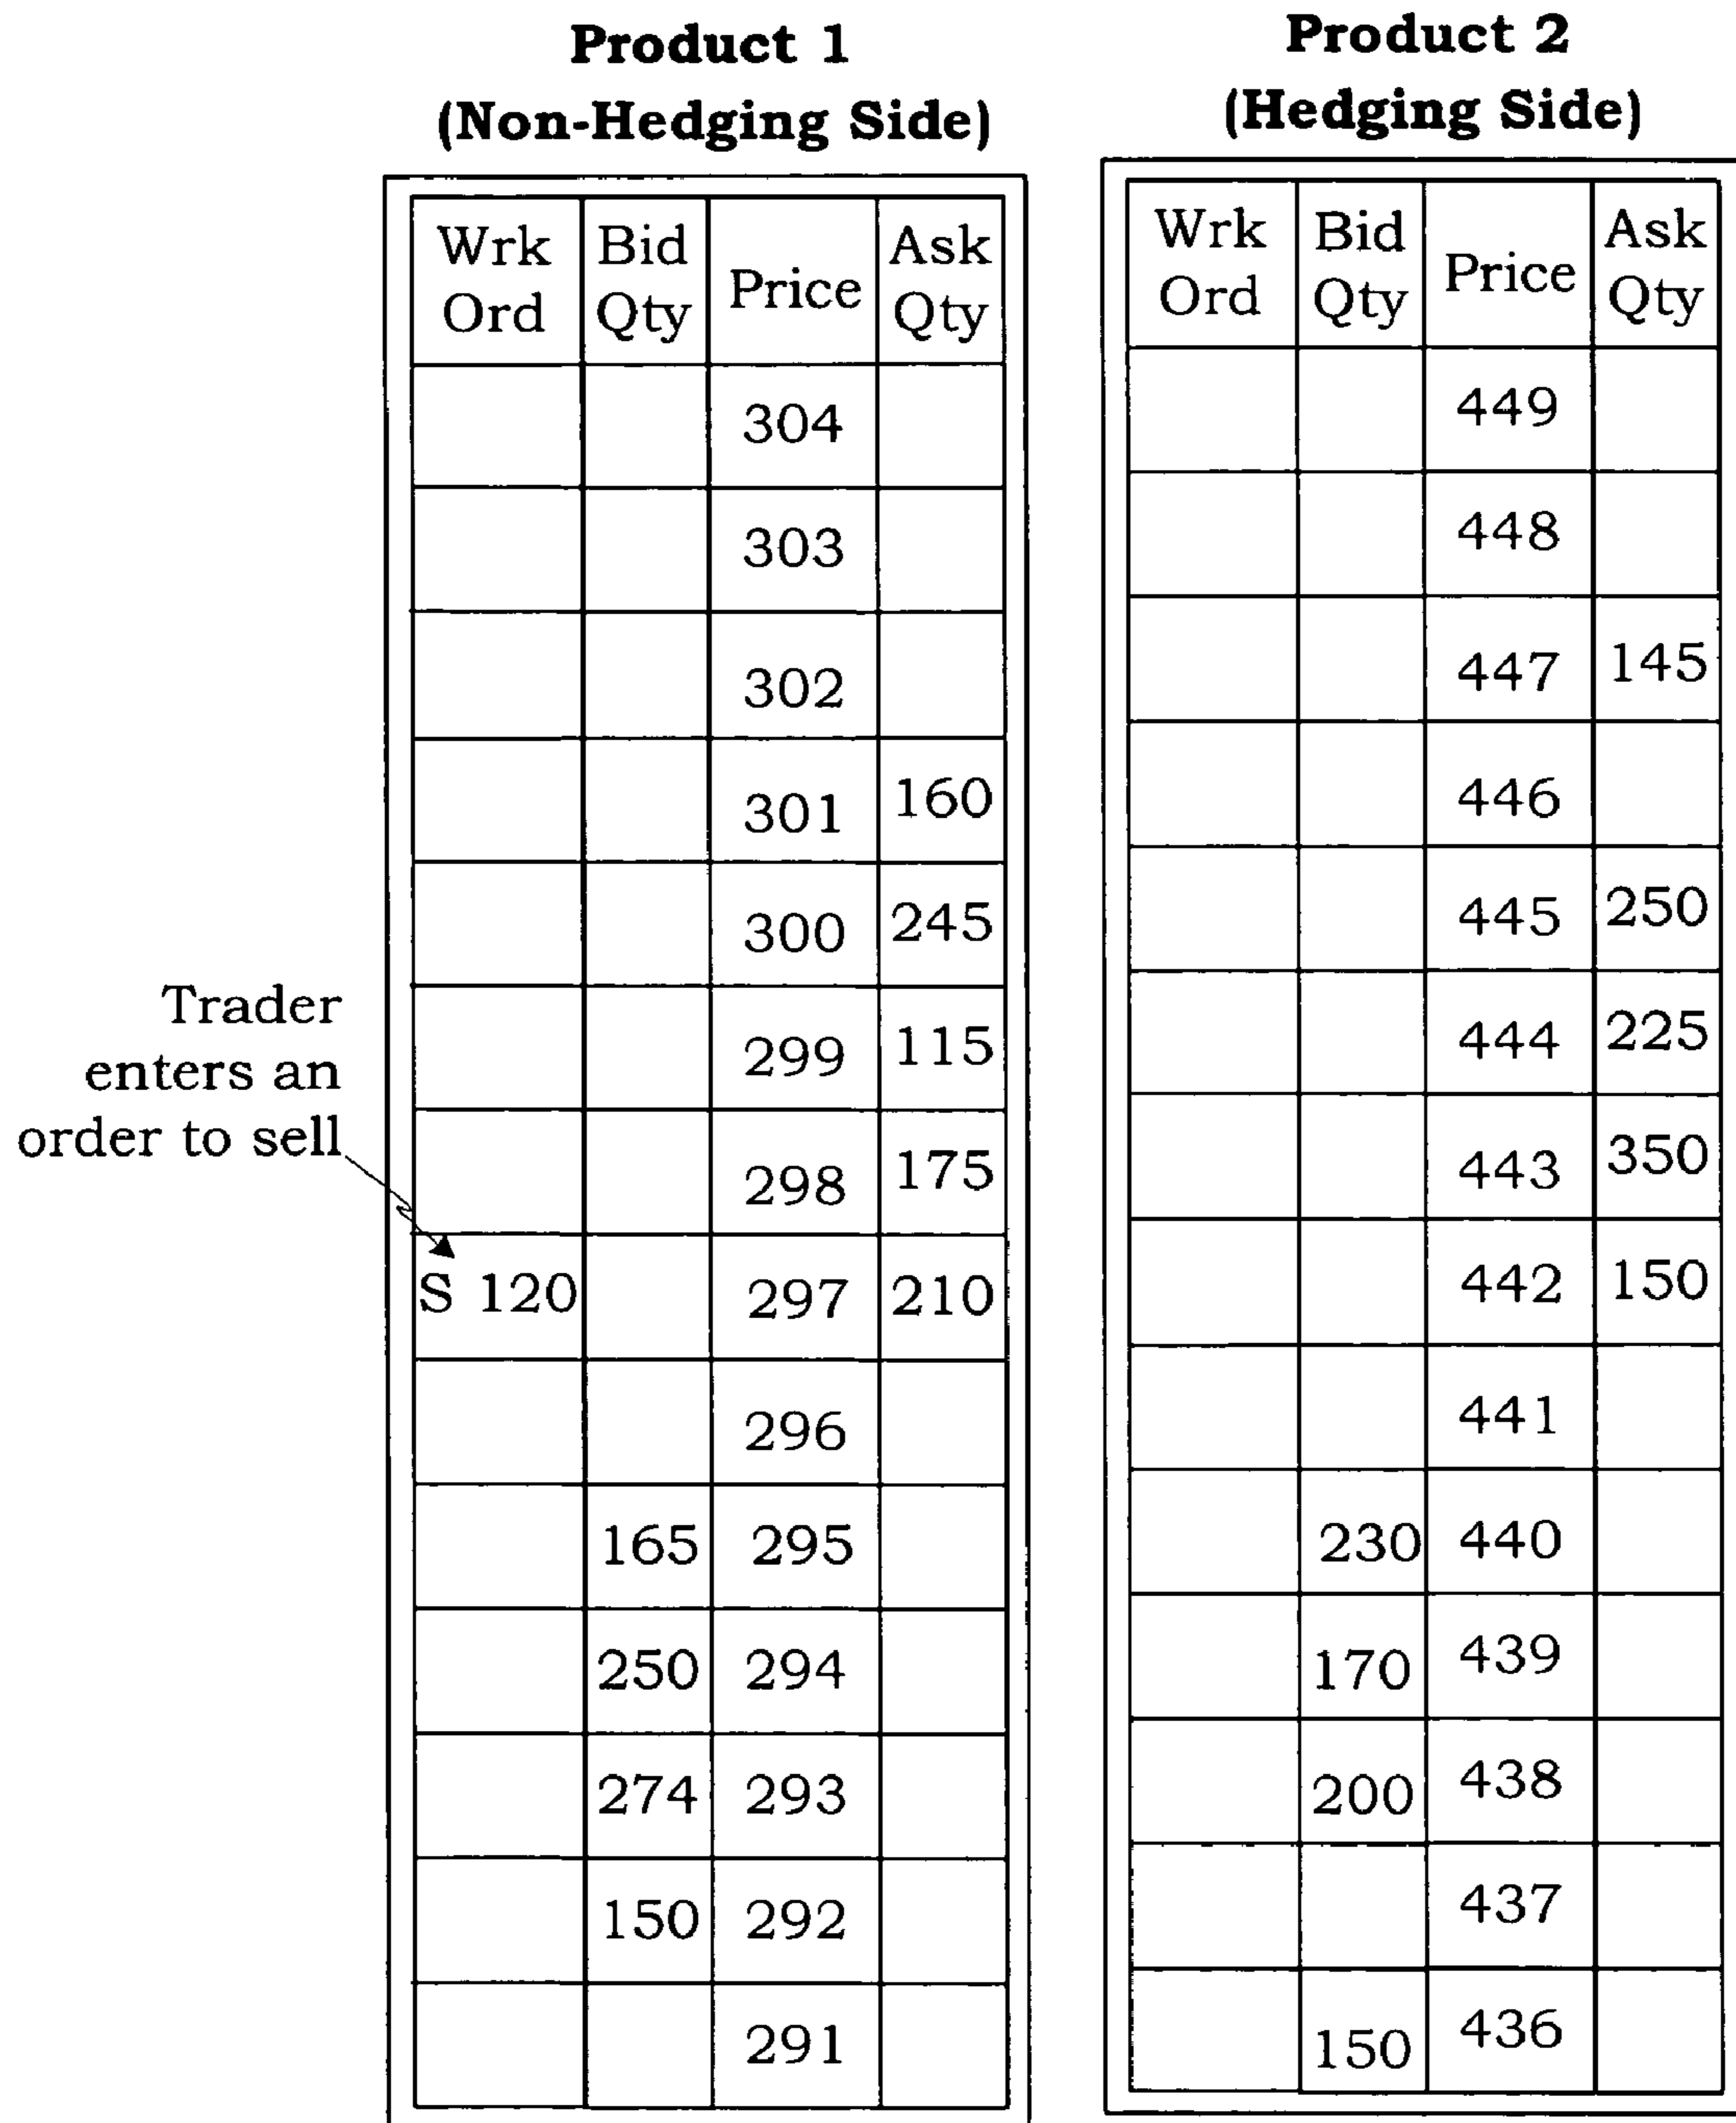 Product 1
(Non-Hedging Side)
Wrk Ord Bid Qty Price Ask Qty
304
303
302
301 160
300 245
299 115
298 175
S 120 297 210
296
165 295
250 294
274 293
150 292
291
Trader
enters an
order to sell
Product 2
(Hedging Side)
Wrk Ord Bid Qty Price Ask Qty
449
448
447 145
446
445 250
444 225
443 350
442 150
441
230 440
170 439
200 438
437
150 436